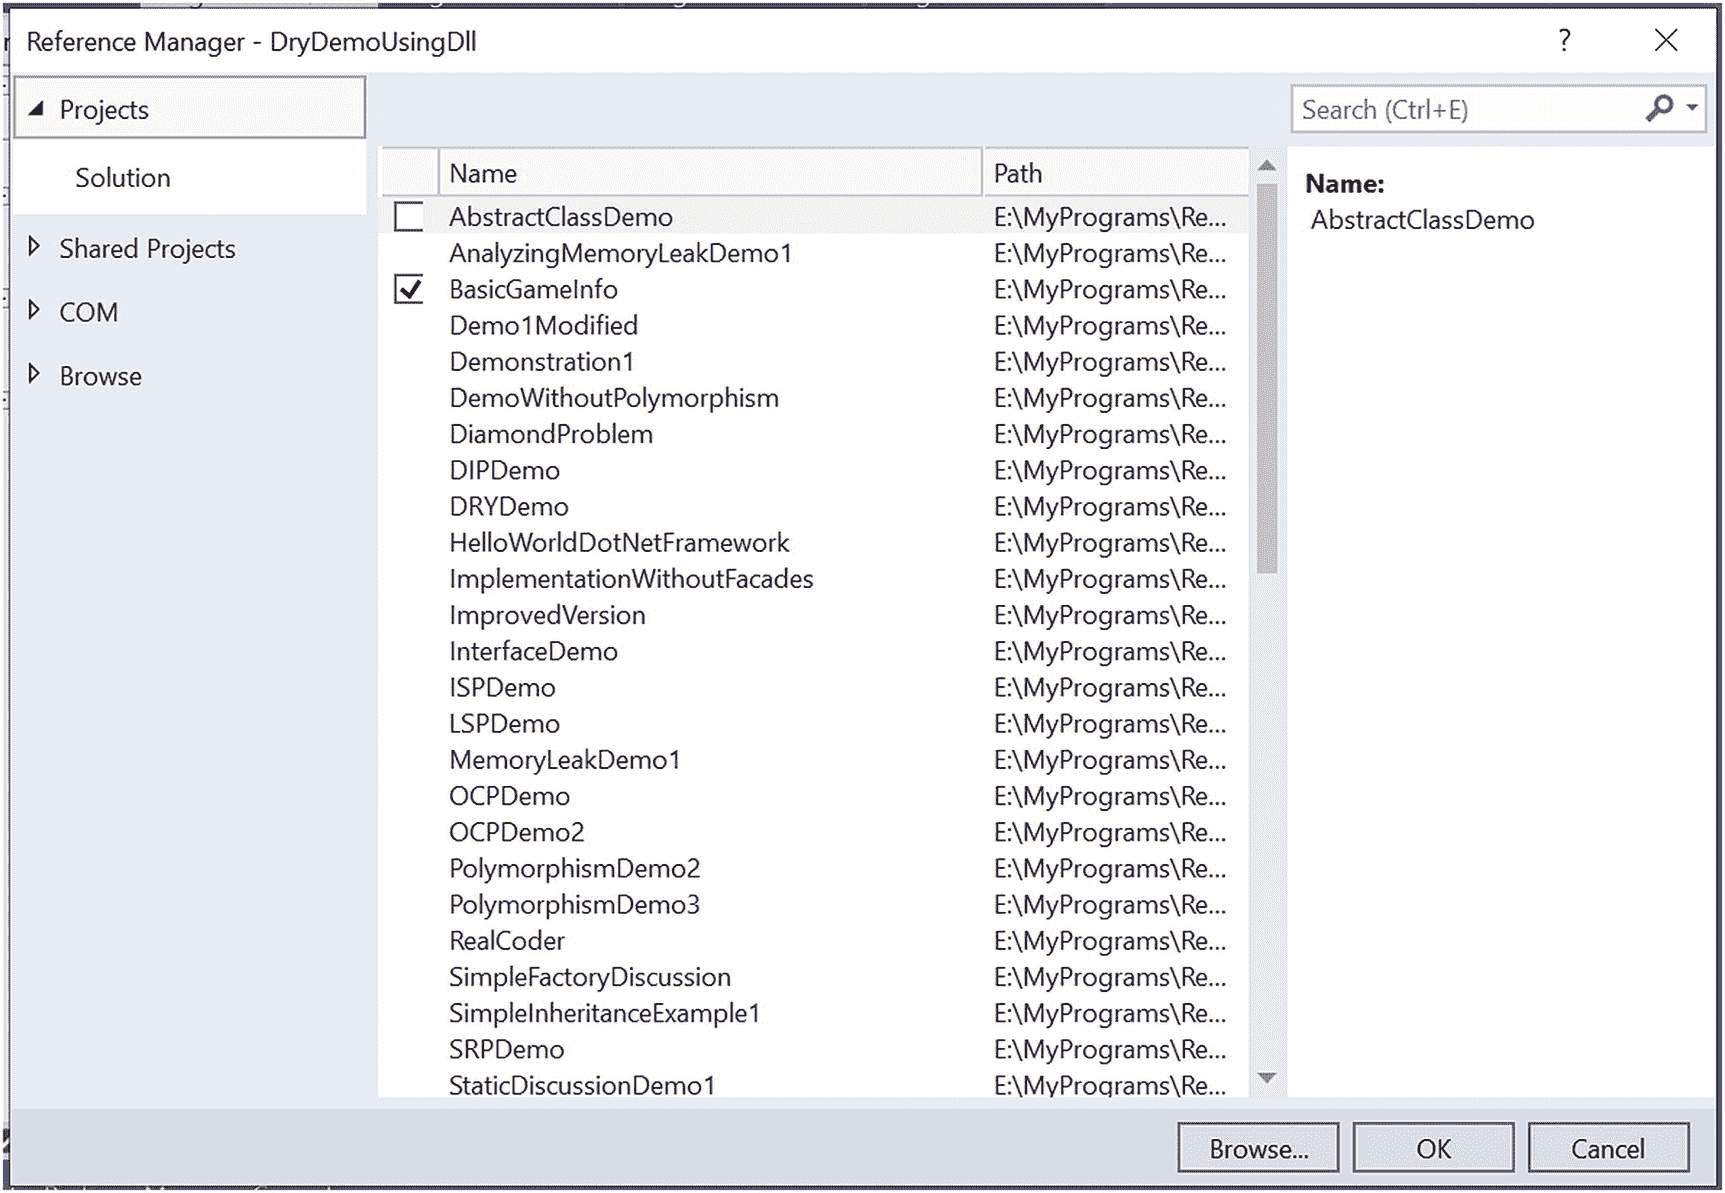 Reference Manager - DryDemoUsingDll ?
Projects
Search (Ctrl+E)
Solution
Shared Projects
COM
Browse
Name Path
AbstractClassDemo E:\MyPrograms\Re...
AnalyzingMemoryLeakDemo1 E:\MyPrograms\Re...
BasicGameInfo E:\MyPrograms\Re...
Demo1Modified E:\MyPrograms\Re...
Demonstration1 E:\MyPrograms\Re...
DemoWithoutPolymorphism E:\MyPrograms\Re...
DiamondProblem E:\MyPrograms\Re...
DIPDemo E:\MyPrograms\Re...
DRYDemo E:\MyPrograms\Re...
HelloWorldDotNetFramework E:\MyPrograms\Re...
ImplementationWithoutFacades E:\MyPrograms\Re...
ImprovedVersion E:\MyPrograms\Re...
InterfaceDemo E:\MyPrograms\Re...
ISPDemo E:\MyPrograms\Re...
LSPDemo E:\MyPrograms\Re...
MemoryLeakDemo1 E:\MyPrograms\Re...
OCPDemo E:\MyPrograms\Re...
OCPDemo2 E:\MyPrograms\Re...
PolymorphismDemo2 E:\MyPrograms\Re...
PolymorphismDemo3 E:\MyPrograms\Re...
RealCoder E:\MyPrograms\Re...
SimpleFactoryDiscussion E:\MyPrograms\Re...
SimpleInheritanceExample1 E:\MyPrograms\Re...
SRPDemo E:\MyPrograms\Re...
StaticDiscussionDemo1 E:\MyPrograms\Re...
Name:
AbstractClassDemo
Browse... OK Cancel